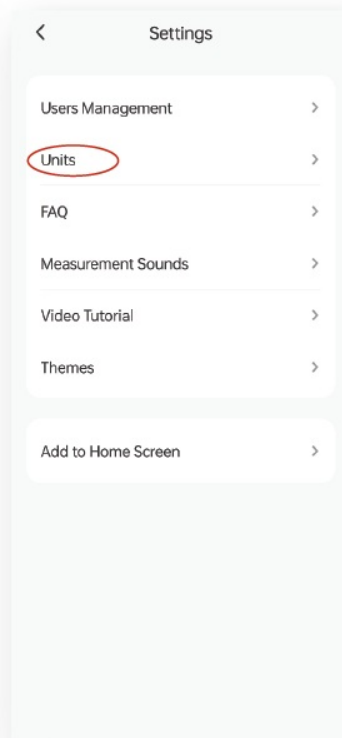 Settings
Users Management
Units
FAQ
Measurement Sounds
Video Tutorial
Themes
Add to Home Screen